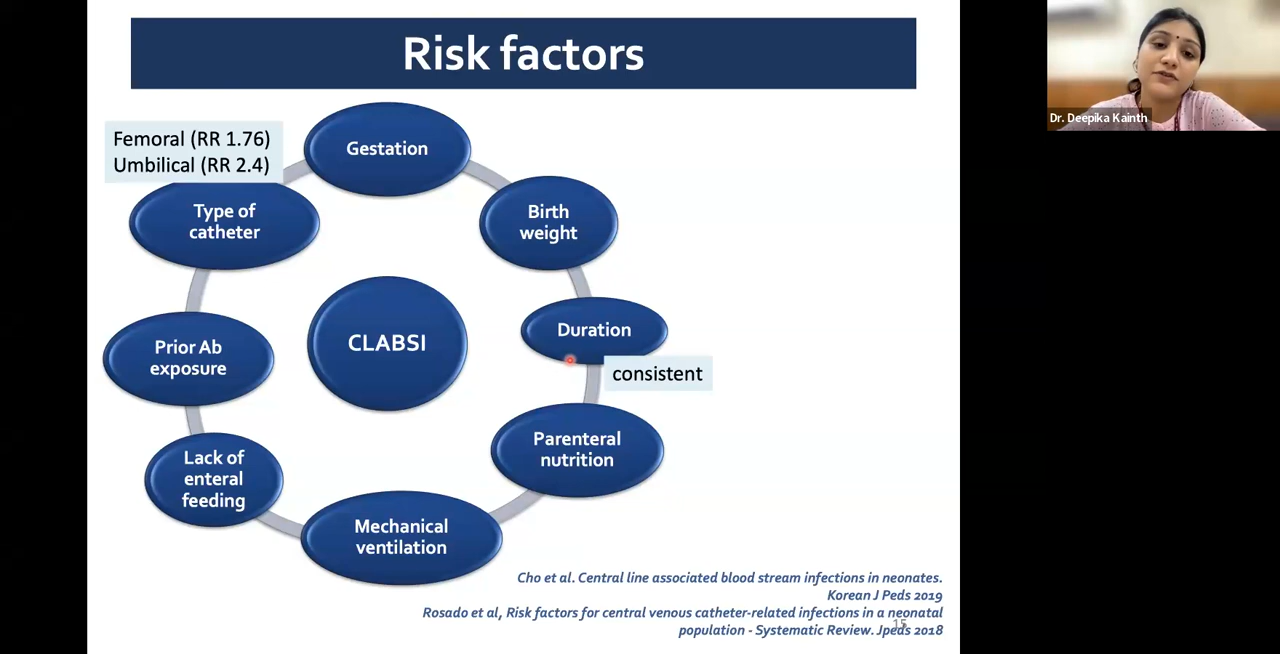 Risk factors
Femoral (RR 1.76)
Umbilical (RR 2.4)
Gestation
Birth
weight
Duration
consistent
Parenteral
nutrition
Mechanical
ventilation
Lack of
enteral
feeding
Prior Ab
exposure
Type of
catheter
CLABSI
Cho et al. Central line associated blood stream infections in neonates.
Korean J Peds 2019
Rosado et al, Risk factors for central venous catheter-related infections in a neonatal
population - Systematic Review. Jpeds 2018
15
Dr. Deepika Kainth